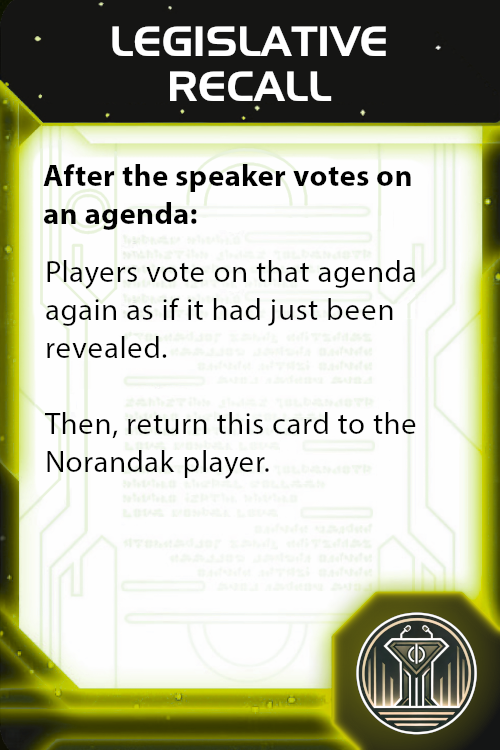 LEGISLATIVE
RECALL
After the speaker votes on
an agenda:
Players vote on that agenda
again as if it had just been
revealed.
Then, return this card to the
Norandak player.